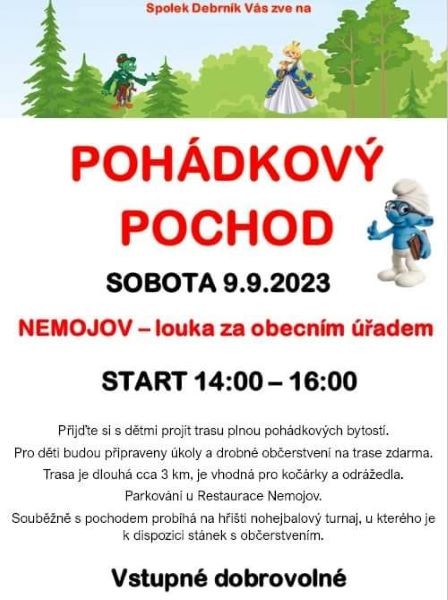 Spolek Debrník Vás zve na
POHÁDKOVÝ
POCHOD
SOBOTA 9.9.2023
NEMOJOV – louka za obecním úřadem
START 14:00 – 16:00
Přijďte si s dětmi projít trasu plnou pohádkových bytostí.
Pro děti budou připraveny úkoly a drobné občerstvení na trase zdarma.
Trasa je dlouhá cca 3 km, je vhodná pro kočárky a odrážedla.
Parkování u Restaurace Nemojov.
Souběžně s pochodem probíhá na hřišti nohejbalový turnaj, u kterého je
k dispozici stánek s občerstvením.
Vstupné dobrovolné